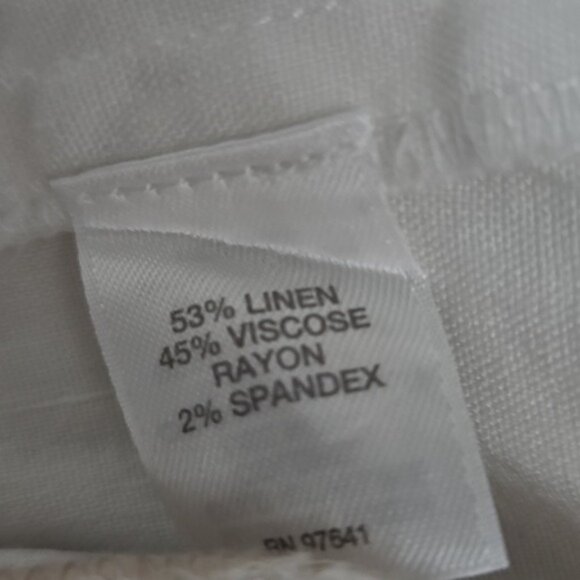 53% LINEN
45% VISCOSE
RAYON
2% SPANDEX
RN 97641